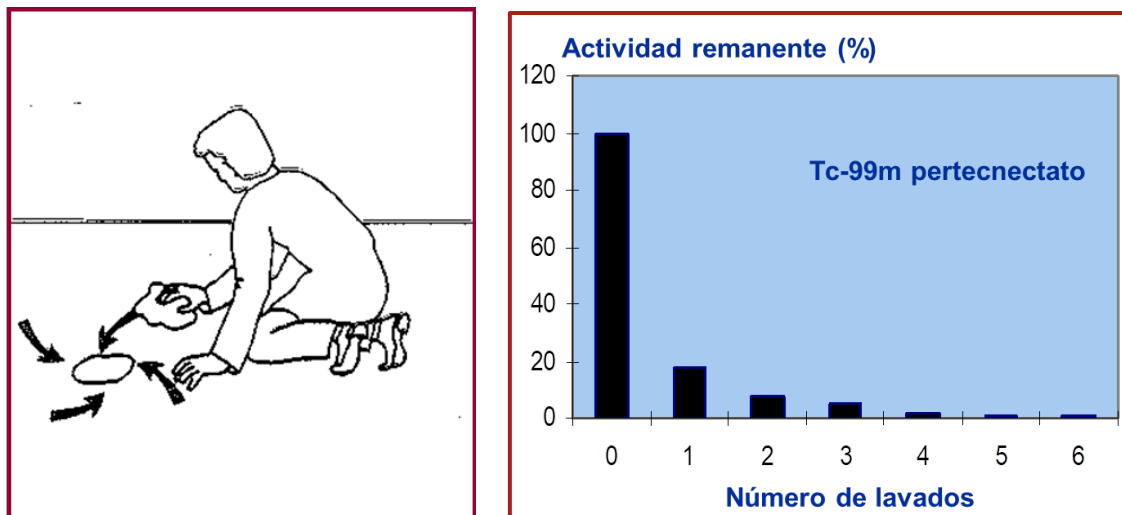 Actividad remanente (%)
120
100
80
60
40
20
0
Tc-99m pertecnectato
0 1 2 3 4 5 6
Número de lavados